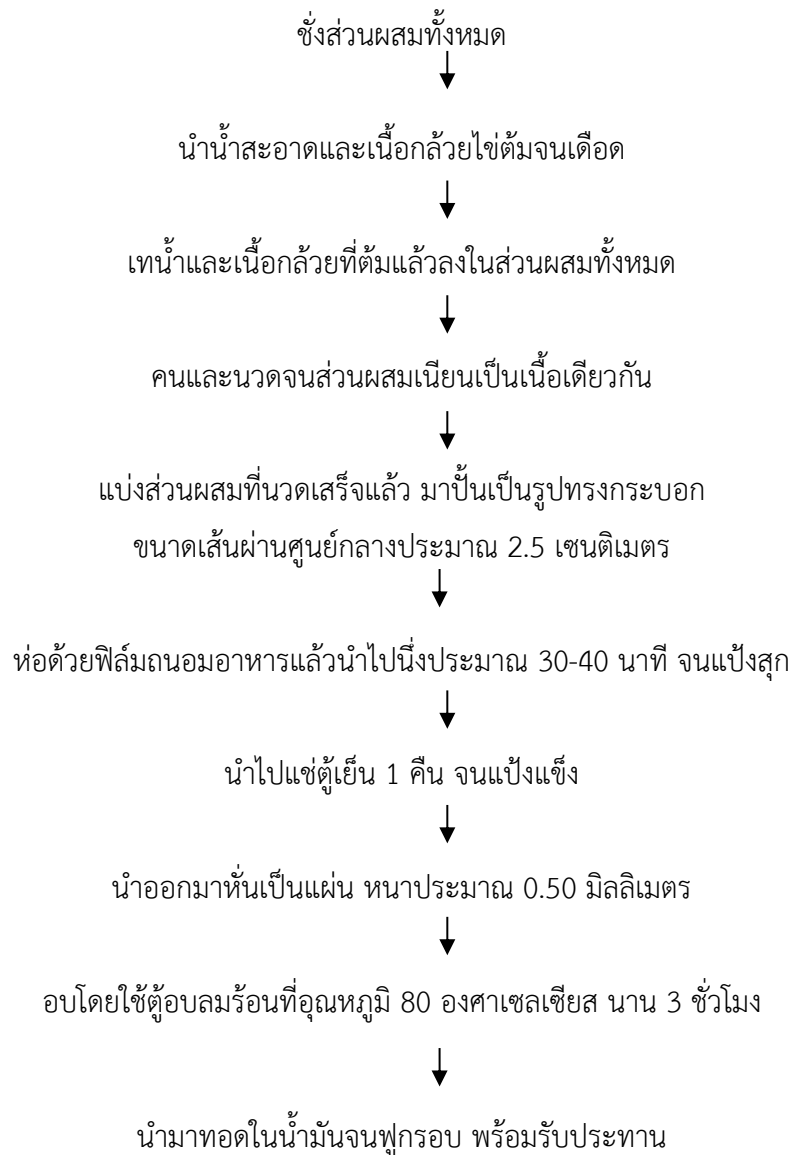 ชั่งส่วนผสมทั้งหมด
นำน้ำสะอาดและเนื้อกล้วยไข่ต้มจนเดือด
เทน้ำและเนื้อกล้วยที่ต้มแล้วลงในส่วนผสมทั้งหมด
คนและนวดจนส่วนผสมเนียนเป็นเนื้อเดียวกัน
แบ่งส่วนผสมที่นวดเสร็จแล้ว มาปั้นเป็นรูปทรงกระบอก
ขนาดเส้นผ่านศูนย์กลางประมาณ 2.5 เซนติเมตร
ห่อด้วยฟิล์มถนอมอาหารแล้วนำไปนึ่งประมาณ 30-40 นาที จนแป้งสุก
นำไปแช่ตู้เย็น 1 คืน จนแป้งแข็ง
นำออกมาหั่นเป็นแผ่น หนาประมาณ 0.50 มิลลิเมตร
อบโดยใช้ตู้อบลมร้อนที่อุณหภูมิ 80 องศาเซลเซียส นาน 3 ชั่วโมง
นำมาทอดในน้ำมันจนฟูกรอบ พร้อมรับประทาน